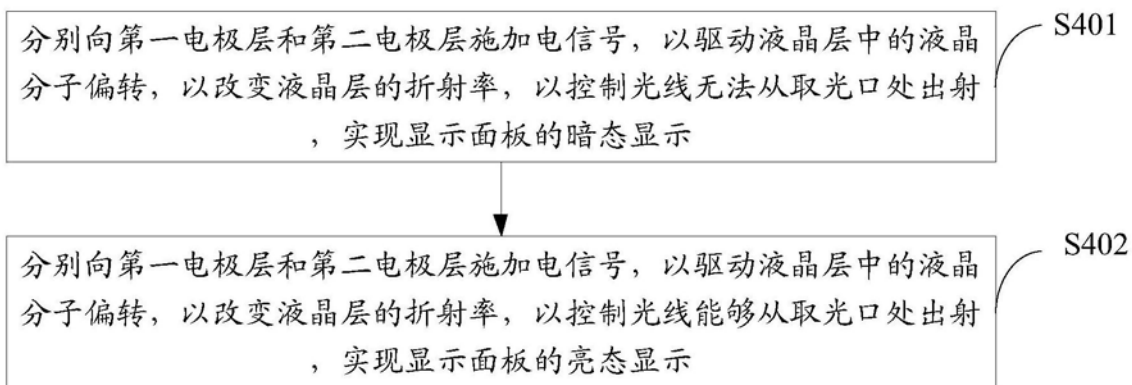 分别向第一电极层和第二电极层施加电信号，以驱动液晶层中的液晶
分子偏转，以改变液晶层的折射率，以控制光线无法从取光口处出射
，实现显示面板的暗态显示
S401
分别向第一电极层和第二电极层施加电信号，以驱动液晶层中的液晶
分子偏转，以改变液晶层的折射率，以控制光线能够从取光口处出射
，实现显示面板的亮态显示
S402